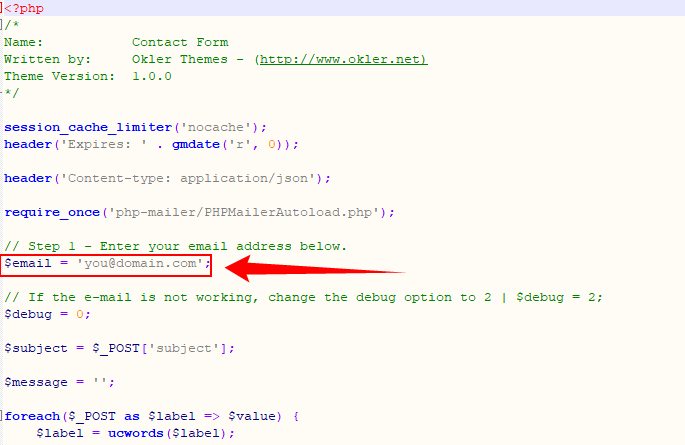 <?php
/*
Name:           Contact Form
Written by:     Okler Themes - (http://www.okler.net)
Theme Version:  1.0.0
*/
session_cache_limiter('nocache');
header('Expires: ' . gmdate('r', 0));
header('Content-type: application/json');
require_once('php-mailer/PHPMailerAutoload.php');
// Step 1 - Enter your email address below.
$email = 'you@domain.com';
// If the e-mail is not working, change the debug option to 2 | $debug = 2;
$debug = 0;
$subject = $_POST['subject'];
$message = '';
foreach($_POST as $label => $value) {
    $label = ucwords($label);